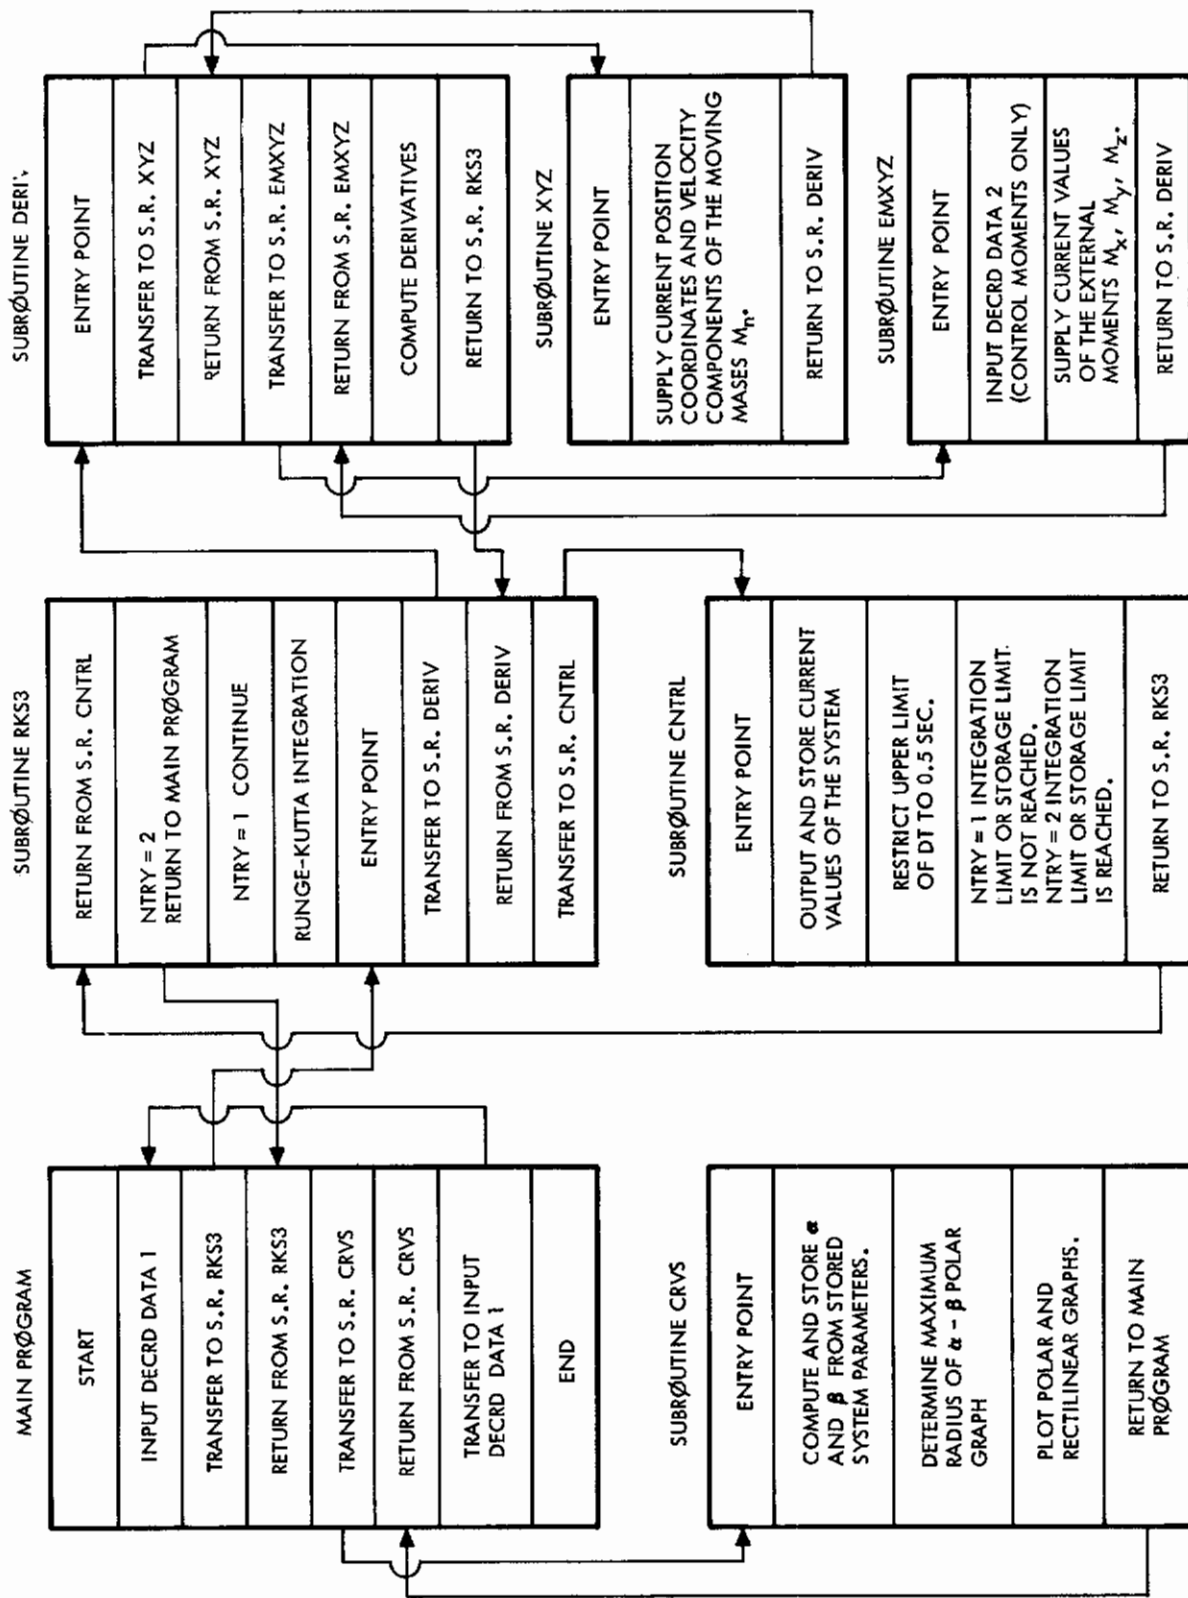 MAIN PRØGRAM
START
INPUT DECRD DATA 1
TRANSFER TO S.R. RKS3
RETURN FROM S.R. RKS3
TRANSFER TO S.R. CRVS
RETURN FROM S.R. CRVS
TRANSFER TO INPUT
DECRD DATA 1
END
SUBRØUTINE CRVS
ENTRY POINT
COMPUTE AND STORE α
AND β FROM STORED
SYSTEM PARAMETERS.
DETERMINE MAXIMUM
RADIUS OF α - β POLAR
GRAPH
PLOT POLAR AND
RECTILINEAR GRAPHS.
RETURN TO MAIN
PRØGRAM
SUBRØUTINE RKS3
RETURN FROM S.R. CNTRL
NTRY = 2
RETURN TO MAIN PRØGRAM
NTRY = 1 CONTINUE
RUNGE-KUTTA INTEGRATION
ENTRY POINT
TRANSFER TO S.R. DERIV
RETURN FROM S.R. DERIV
TRANSFER TO S.R. CNTRL
SUBRØUTINE CNTRL
ENTRY POINT
OUTPUT AND STORE CURRENT
VALUES OF THE SYSTEM
RESTRICT UPPER LIMIT
OF DT TO 0.5 SEC.
NTRY = 1 INTEGRATION
LIMIT OR STORAGE LIMIT
IS NOT REACHED.
NTRY = 2 INTEGRATION
LIMIT OR STORAGE LIMIT
IS REACHED.
RETURN TO S.R. RKS3
SUBRØUTINE
ENTRY POINT
TRANSFER TO S.R. XYZ
RETURN FROM S.R. XYZ
TRANSFER TO S.R. EMXYZ
RETURN FROM S.R. EMXYZ
COMPUTE DERIVATIVES
RETURN TO S.R. RKS3
SUBRØUTINE XYZ
ENTRY POINT
SUPPLY CURRENT POSITION
COORDINATES AND VELOCITY
COMPONENTS OF THE MOVING
MASES Mₙ.
RETURN TO S.R. DERIV
SUBRØUTINE EMXYZ
ENTRY POINT
INPUT DECRD DATA 2
(CONTROL MOMENTS ONLY)
SUPPLY CURRENT VALUES
OF THE EXTERNAL
MOMENTS Mx, My, Mz.
RETURN TO S.R. DERIV